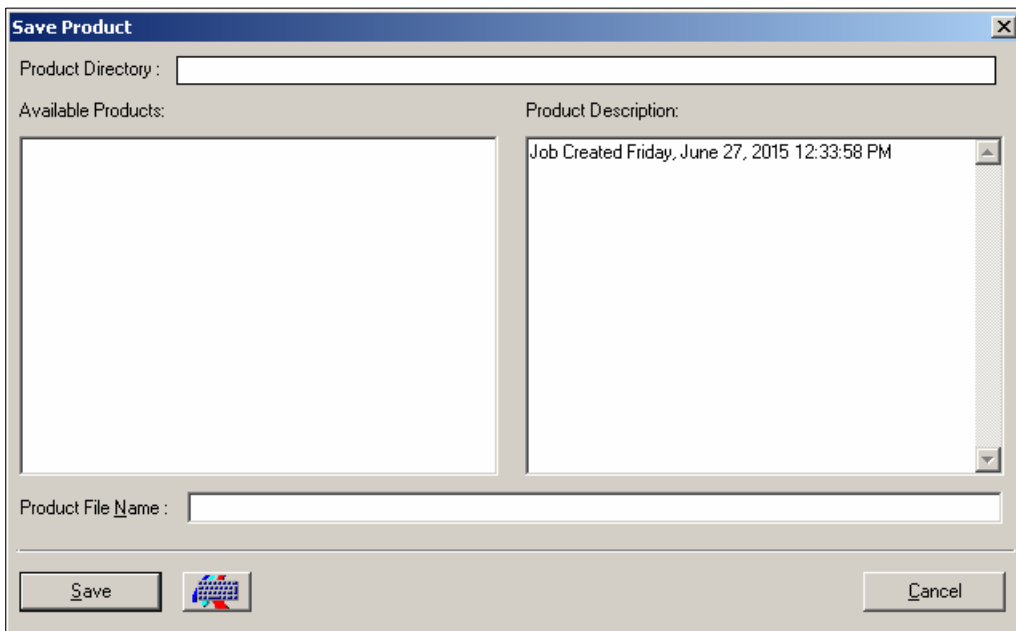 Save Product
Product Directory :
Available Products:
Product Description:
Job Created Friday, June 27, 2015 12:33:58 PM
Product File Name :
Save
Cancel